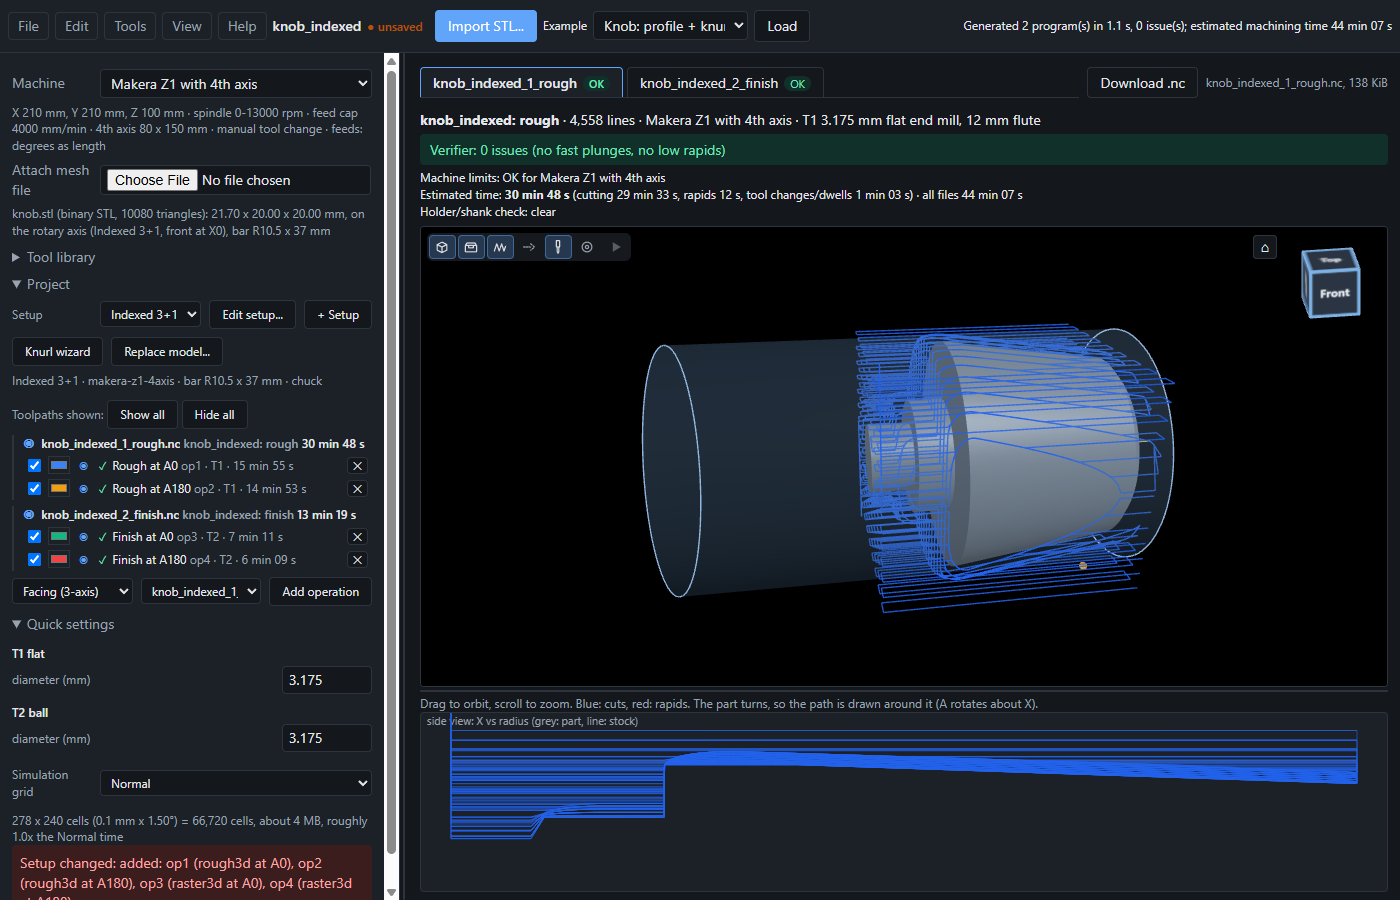 File Edit Tools View Help knob_indexed ● unsaved Import STL... Example Knob: profile + knu Load Generated 2 program(s) in 1.1 s, 0 issue(s); estimated machining time 44 min 07 s
Machine Makera Z1 with 4th axis
X 210 mm, Y 210 mm, Z 100 mm · spindle 0-13000 rpm · feed cap
4000 mm/min · 4th axis 80 x 150 mm · manual tool change · feeds:
degrees as length
Attach mesh file Choose File No file chosen
knob.stl (binary STL, 10080 triangles): 21.70 x 20.00 x 20.00 mm, on
the rotary axis (Indexed 3+1, front at X0), bar R10.5 x 37 mm
▶ Tool library
▼ Project
Setup Indexed 3+1 Edit setup... + Setup
Knurl wizard Replace model...
Indexed 3+1 · makera-z1-4axis · bar R10.5 x 37 mm · chuck
Toolpaths shown: Show all Hide all
knob_indexed_1_rough.nc knob_indexed: rough 30 min 48 s
✓ Rough at A0 op1 · T1 · 15 min 55 s ✕
✓ Rough at A180 op2 · T1 · 14 min 53 s ✕
knob_indexed_2_finish.nc knob_indexed: finish 13 min 19 s
✓ Finish at A0 op3 · T2 · 7 min 11 s ✕
✓ Finish at A180 op4 · T2 · 6 min 09 s ✕
Facing (3-axis) knob_indexed_1_ Add operation
▼ Quick settings
T1 flat
diameter (mm) 3.175
T2 ball
diameter (mm) 3.175
Simulation grid Normal
278 x 240 cells (0.1 mm x 1.50°) = 66,720 cells, about 4 MB, roughly
1.0x the Normal time
Setup changed: added: op1 (rough3d at A0), op2
(rough3d at A180), op3 (raster3d at A0), op4 (raster3d
at A180)
knob_indexed_1_rough OK knob_indexed_2_finish OK Download .nc knob_indexed_1_rough.nc, 138 KiB
knob_indexed: rough · 4,558 lines · Makera Z1 with 4th axis · T1 3.175 mm flat end mill, 12 mm flute
Verifier: 0 issues (no fast plunges, no low rapids)
Machine limits: OK for Makera Z1 with 4th axis
Estimated time: 30 min 48 s (cutting 29 min 33 s, rapids 12 s, tool changes/dwells 1 min 03 s) · all files 44 min 07 s
Holder/shank check: clear
Top
Front
Drag to orbit, scroll to zoom. Blue: cuts, red: rapids. The part turns, so the path is drawn around it (A rotates about X).
side view: X vs radius (grey: part, line: stock)